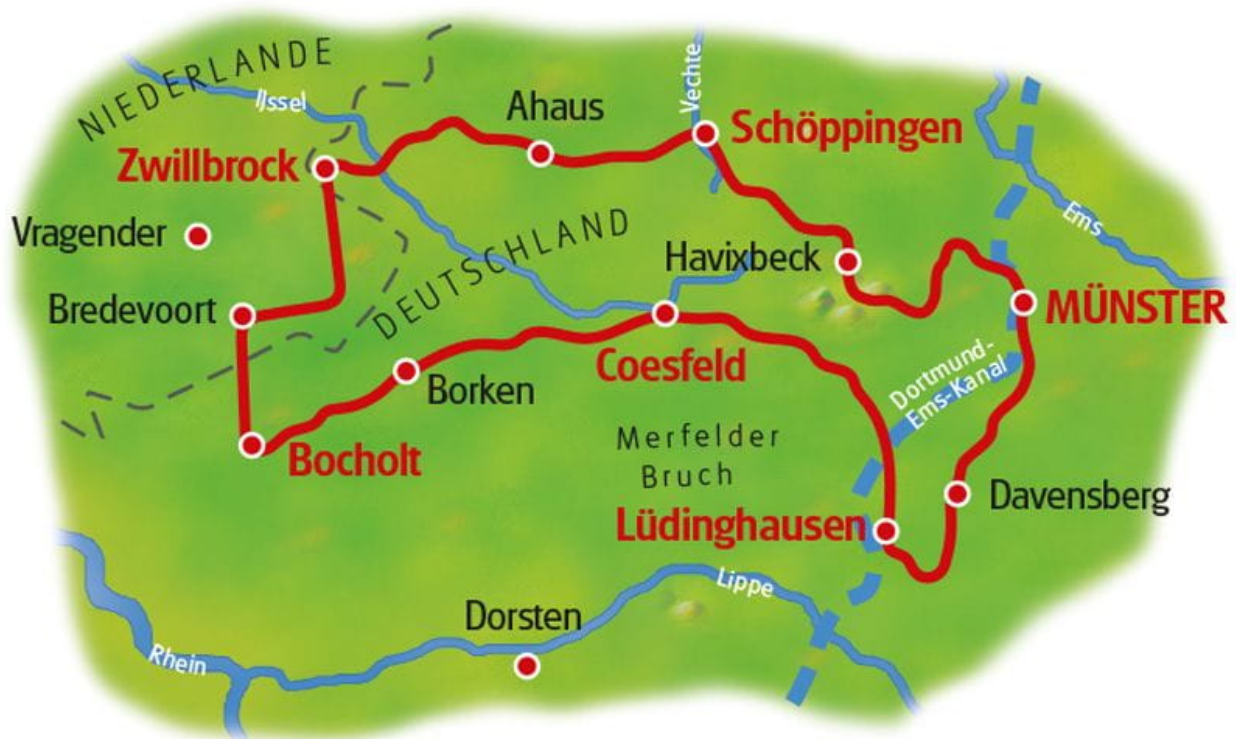 NIEDERLANDE
IJssel
Vechte
Ahaus
Schöppingen
Zwillbrock
Ems
Vragender
DEUTSCHLAND
Havixbeck
Bredevoort
MÜNSTER
Coesfeld
Dortmund-
Ems-Kanal
Borken
Merfelder
Bruch
Bocholt
Davensberg
Lüdinghausen
Lippe
Dorsten
Rhein